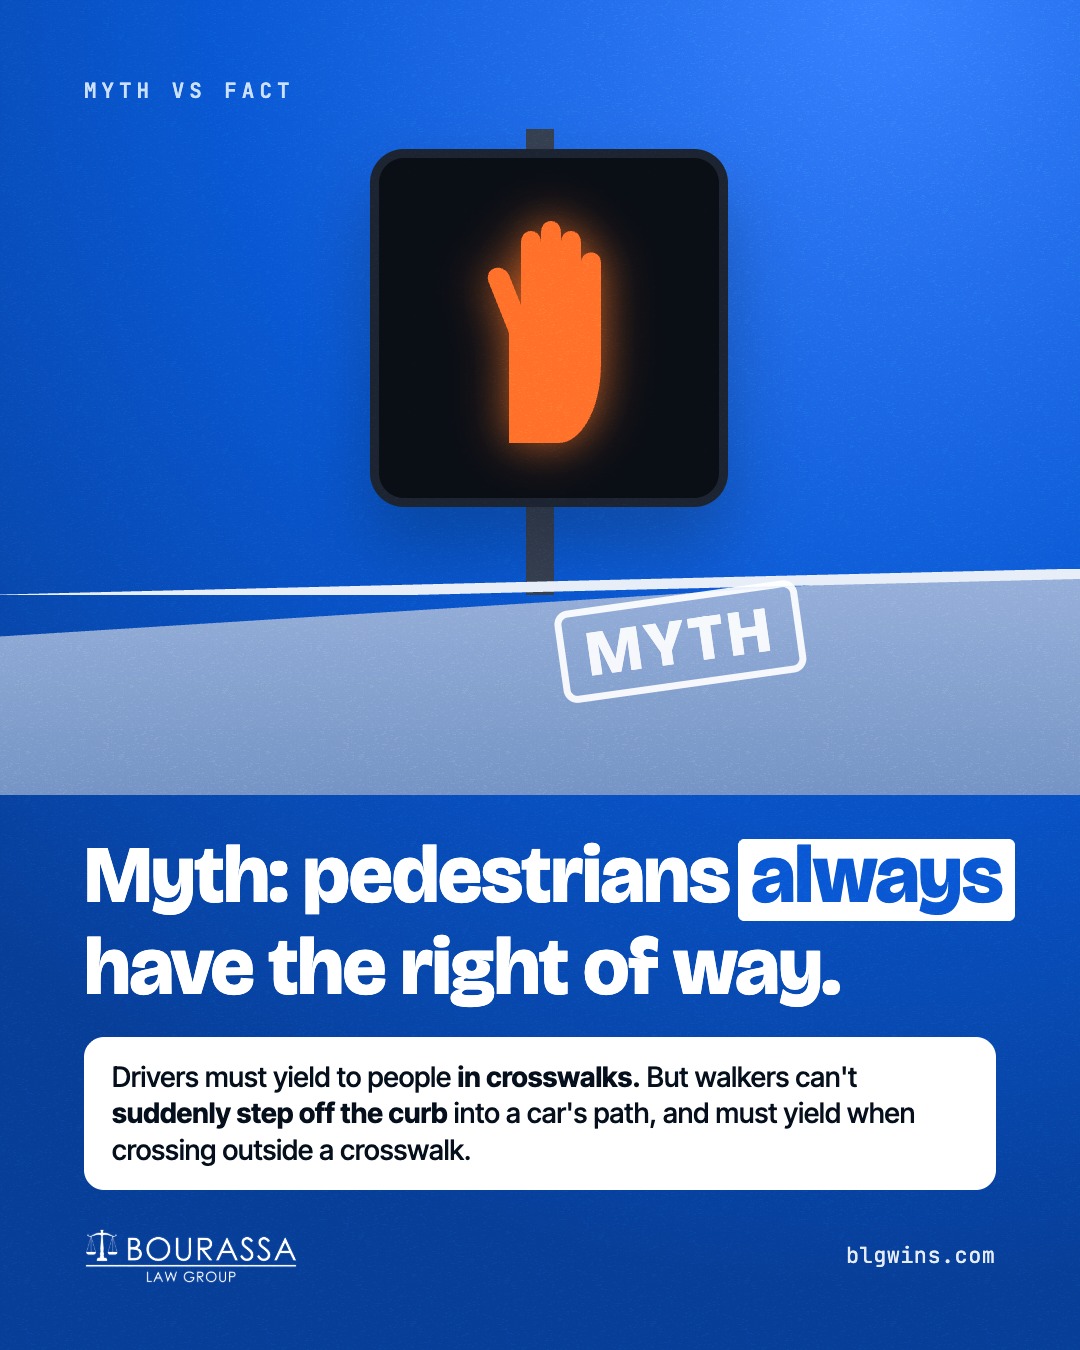 MYTH VS FACT
MYTH
Myth: pedestrians always
have the right of way.
Drivers must yield to people in crosswalks. But walkers can't
suddenly step off the curb into a car's path, and must yield when
crossing outside a crosswalk.
BOURASSA
LAW GROUP
blgwins.com